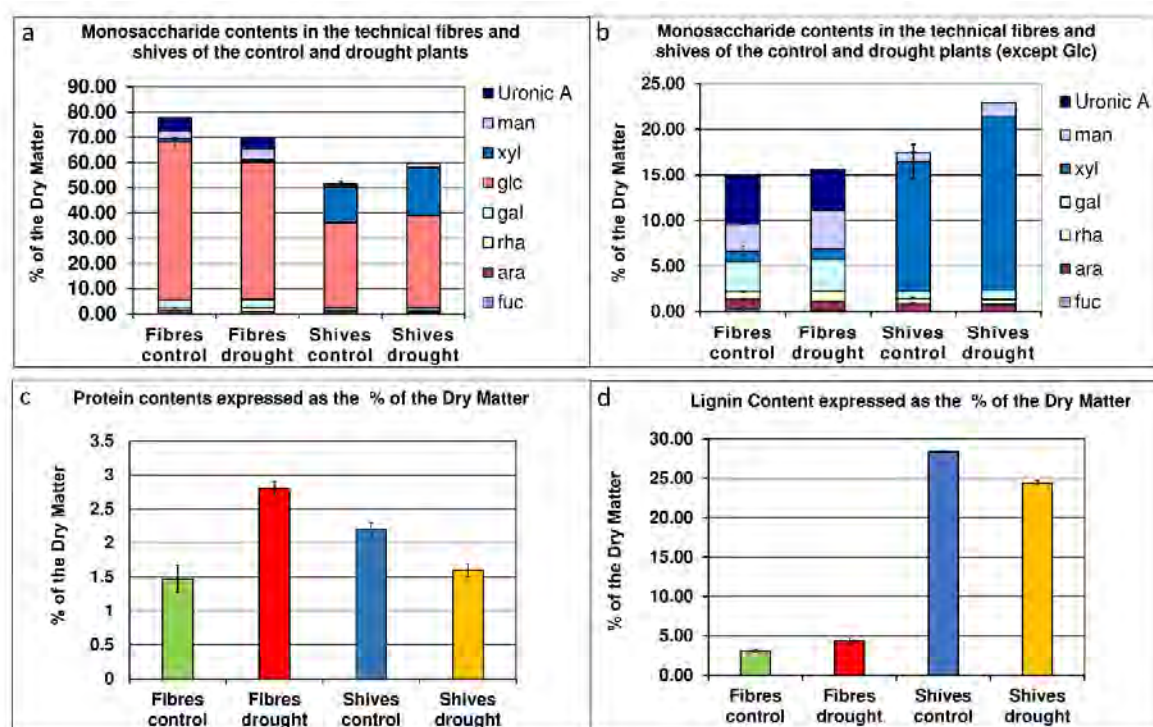 a
Monosaccharide contents in the technical fibres and
shives of the control and drought plants
% of the Dry Matter
90.00
80.00
70.00
60.00
50.00
40.00
30.00
20.00
10.00
0.00
Fibres control
Fibres drought
Shives control
Shives drought
Uronic A
man
xyl
glc
gal
rha
ara
fuc
b
Monosaccharide contents in the technical fibres and
shives of the control and drought plants (except Glc)
% of the Dry Matter
25.00
20.00
15.00
10.00
5.00
0.00
Fibres control
Fibres drought
Shives control
Shives drought
Uronic A
man
xyl
gal
rha
ara
fuc
c
Protein contents expressed as the % of the Dry Matter
% of the Dry Matter
3.5
3
2.5
2
1.5
1
0.5
0
Fibres control
Fibres drought
Shives control
Shives drought
d
Lignin Content expressed as the % of the Dry Matter
% of the Dry Matter
30.00
25.00
20.00
15.00
10.00
5.00
0.00
Fibres control
Fibres drought
Shives control
Shives drought